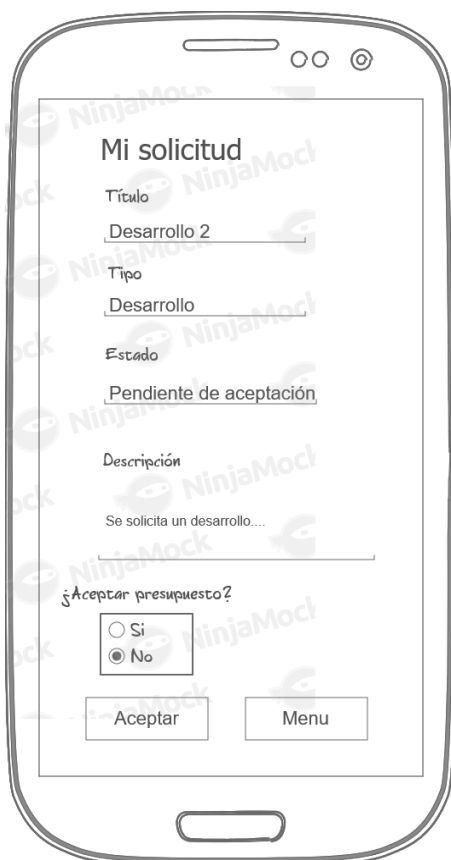 Mi solicitud
Título
Desarrollo 2
Tipo
Desarrollo
Estado
Pendiente de aceptación
Descripción
Se solicita un desarrollo....
¿Aceptar presupuesto?
Si
No
Aceptar Menu
NinjaMock